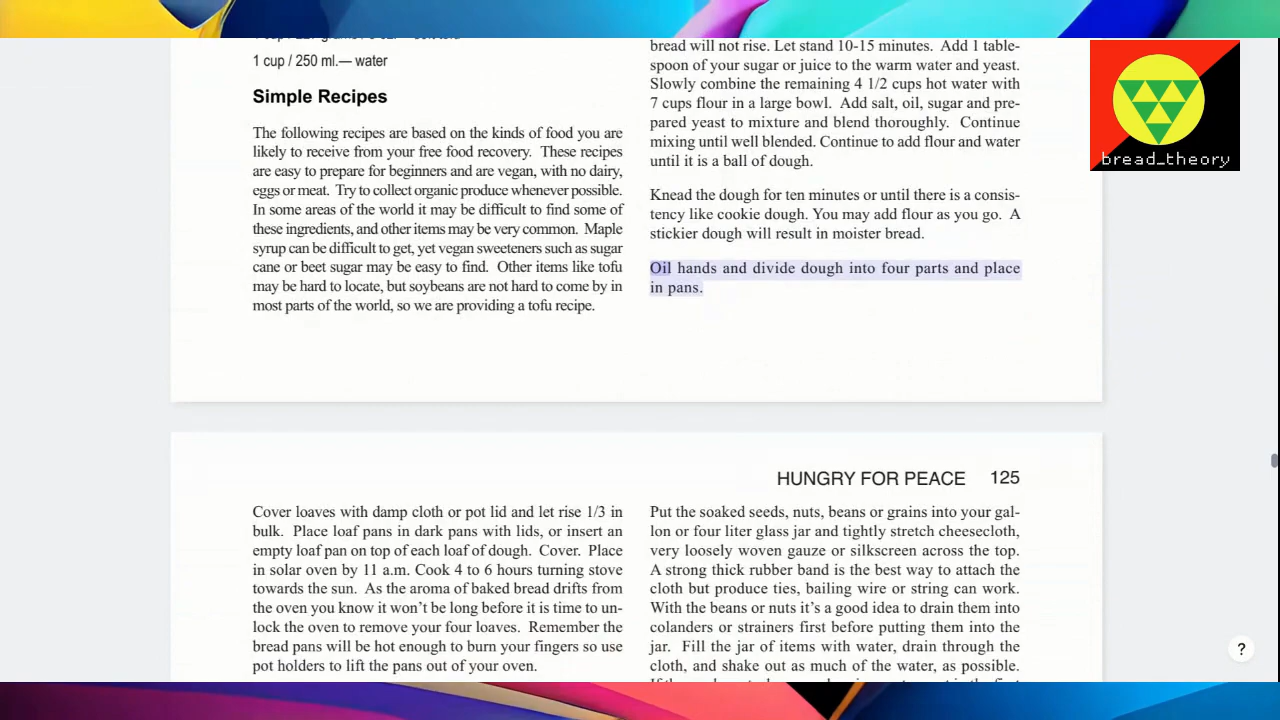 1 cup / 250 ml.— water
Simple Recipes
The following recipes are based on the kinds of food you are
likely to receive from your free food recovery.  These recipes
are easy to prepare for beginners and are vegan, with no dairy,
eggs or meat.  Try to collect organic produce whenever possible.
In some areas of the world it may be difficult to find some of
these ingredients, and other items may be very common.  Maple
syrup can be difficult to get, yet vegan sweeteners such as sugar
cane or beet sugar may be easy to find.  Other items like tofu
may be hard to locate, but soybeans are not hard to come by in
most parts of the world, so we are providing a tofu recipe.
bread will not rise. Let stand 10-15 minutes.  Add 1 table-
spoon of your sugar or juice to the warm water and yeast.
Slowly combine the remaining 4 1/2 cups hot water with
7 cups flour in a large bowl.  Add salt, oil, sugar and pre-
pared yeast to mixture and blend thoroughly.  Continue
mixing until well blended. Continue to add flour and water
until it is a ball of dough.
Knead the dough for ten minutes or until there is a consis-
tency like cookie dough. You may add flour as you go.  A
stickier dough will result in moister bread.
Oil hands and divide dough into four parts and place
in pans.
bread_theory
HUNGRY FOR PEACE 125
Cover loaves with damp cloth or pot lid and let rise 1/3 in
bulk.  Place loaf pans in dark pans with lids, or insert an
empty loaf pan on top of each loaf of dough.  Cover.  Place
in solar oven by 11 a.m. Cook 4 to 6 hours turning stove
towards the sun.  As the aroma of baked bread drifts from
the oven you know it won't be long before it is time to un-
lock the oven to remove your four loaves.  Remember the
bread pans will be hot enough to burn your fingers so use
pot holders to lift the pans out of your oven.
Put the soaked seeds, nuts, beans or grains into your gal-
lon or four liter glass jar and tightly stretch cheesecloth,
very loosely woven gauze or silkscreen across the top.
A strong thick rubber band is the best way to attach the
cloth but produce ties, bailing wire or string can work.
With the beans or nuts it's a good idea to drain them into
colanders or strainers first before putting them into the
jar.  Fill the jar of items with water, drain through the
cloth, and shake out as much of the water, as possible.
?